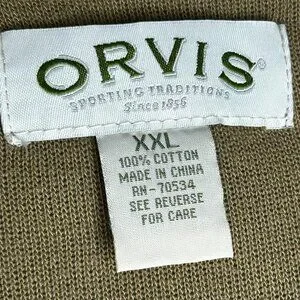 ORVIS®
SPORTING TRADITIONS
Since 1856
XXL
100% COTTON
MADE IN CHINA
RN-70534
SEE REVERSE
FOR CARE